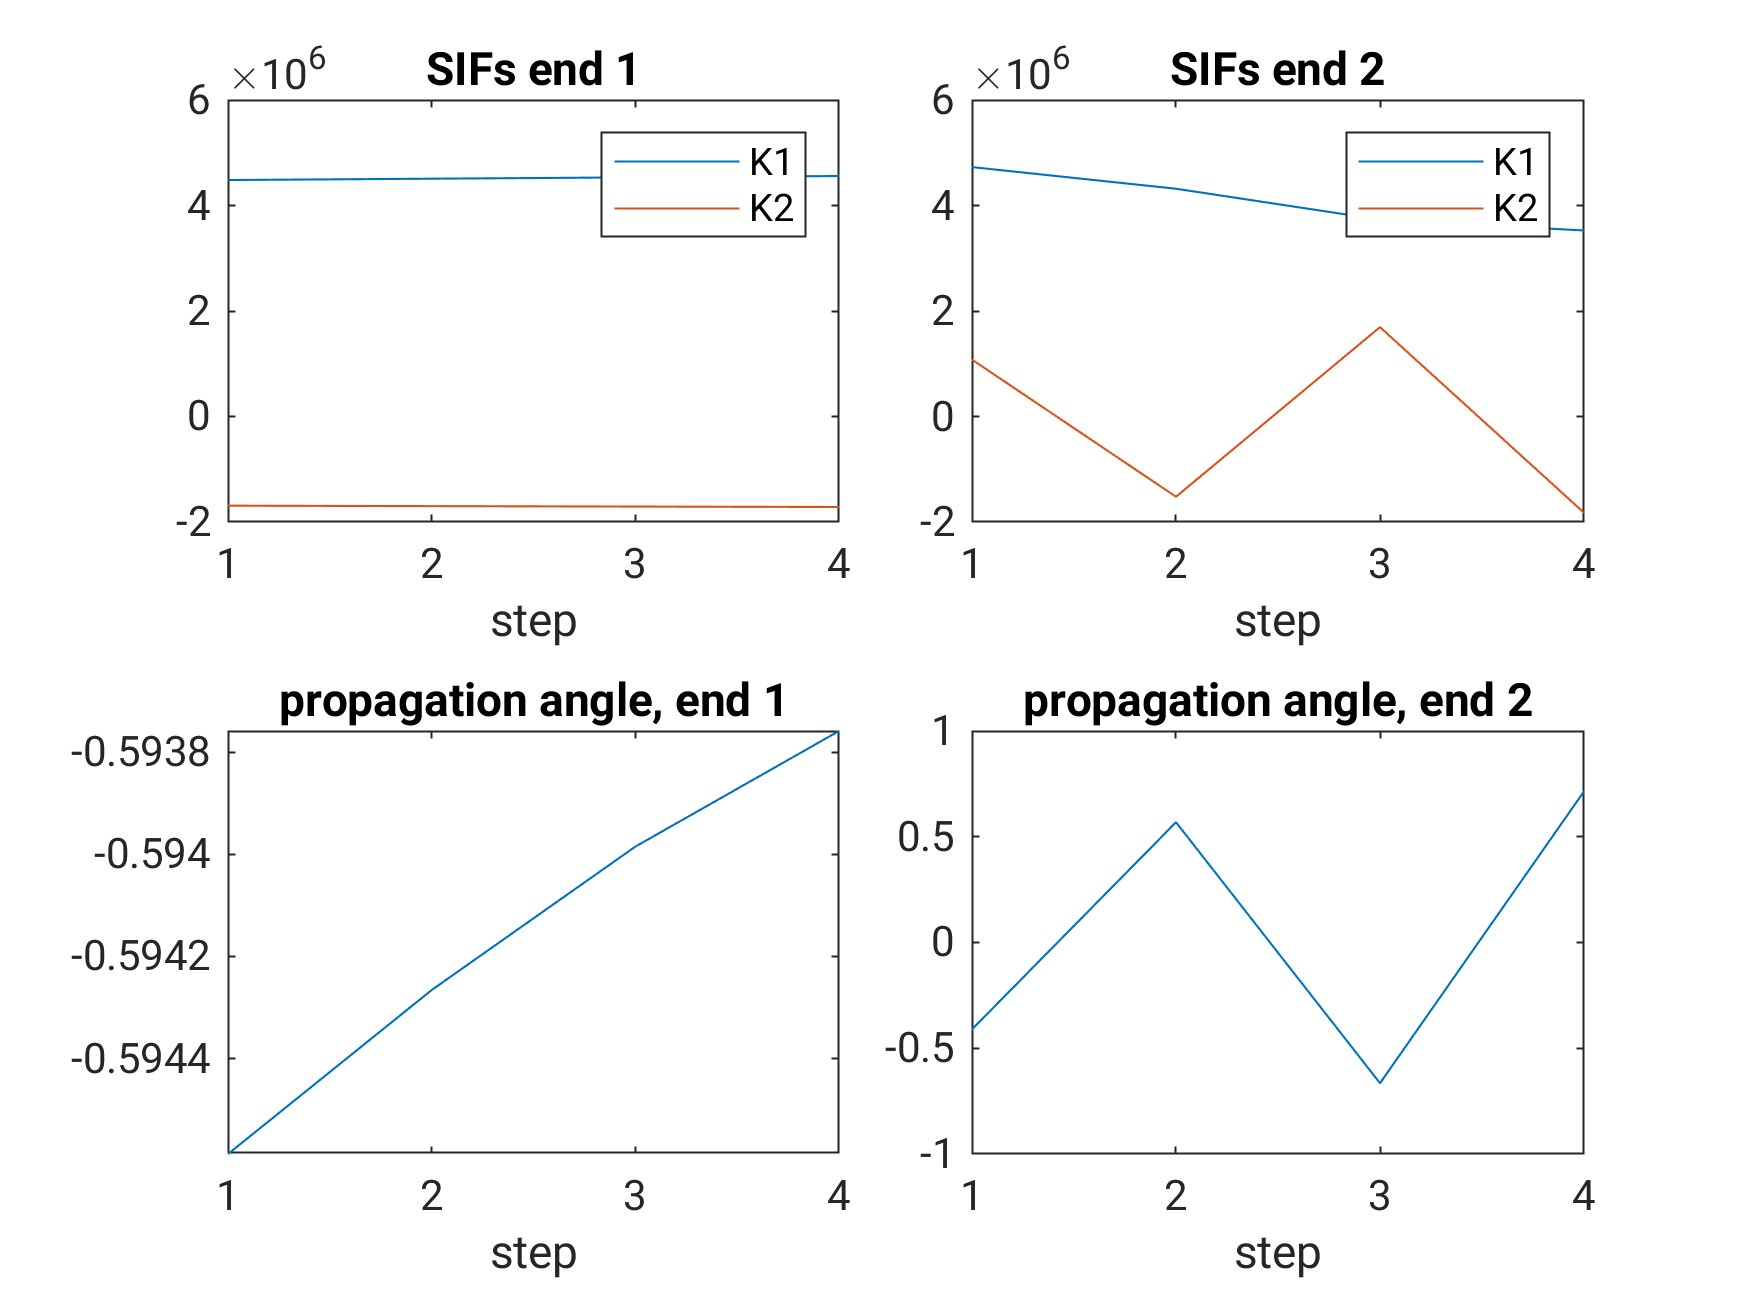 ×10^6 SIFs end 1
6
4
2
0
-2
K1
K2
1 2 3 4
step
×10^6 SIFs end 2
6
4
2
0
-2
K1
K2
1 2 3 4
step
propagation angle, end 1
-0.5938
-0.594
-0.5942
-0.5944
1 2 3 4
step
propagation angle, end 2
1
0.5
0
-0.5
-1
1 2 3 4
step